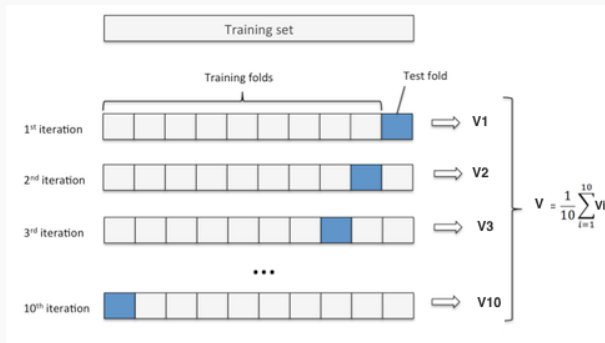 Training set
Training folds
Test fold
1st iteration
V1
2nd iteration
V2
3rd iteration
V3
...
10th iteration
V10
V = 1/10 10∑i=1 Vi